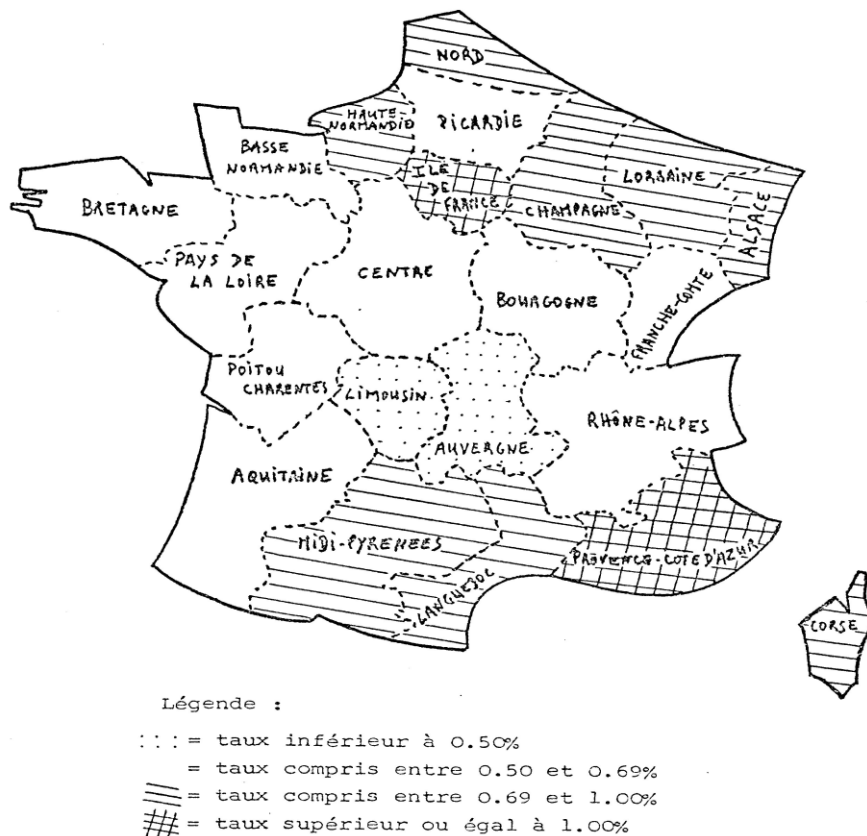 NORD
HAUTE
NORMANDIE
PICARDIE
BASSE
NORMANDIE
ILE
DE
FRANCE
LORRAINE
CHAMPAGNE
ALSACE
BRETAGNE
PAYS DE
LA LOIRE
CENTRE
BOURGOGNE
FRANCHE-COMTE
POITOU
CHARENTES
LIMOUSIN
AUVERGNE
RHÔNE-ALPES
AQUITAINE
MIDI-PYRENEES
LANGUEDOC
PROVENCE-COTE D'AZUR
CORSE
Légende :
= taux inférieur à 0.50%
= taux compris entre 0.50 et 0.69%
= taux compris entre 0.69 et 1.00%
= taux supérieur ou égal à 1.00%